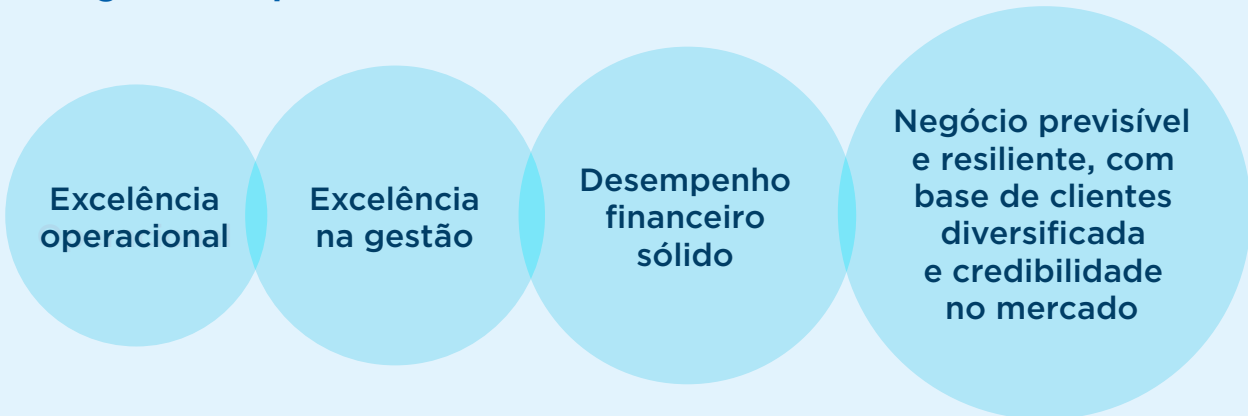 Excelência
operacional
Excelência
na gestão
Desempenho
financeiro
sólido
Negócio previsível
e resiliente, com
base de clientes
diversificada
e credibilidade
no mercado